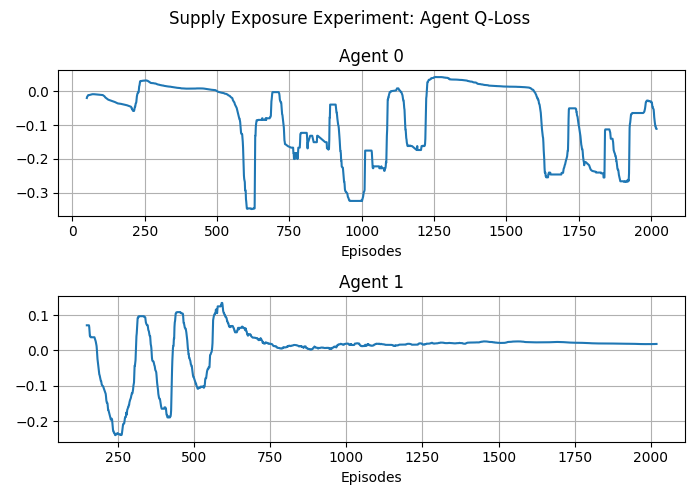 Supply Exposure Experiment: Agent Q-Loss
Agent 0
0.0
−0.1
−0.2
−0.3
0 250 500 750 1000 1250 1500 1750 2000
Episodes
Agent 1
0.1
0.0
−0.1
−0.2
250 500 750 1000 1250 1500 1750 2000
Episodes